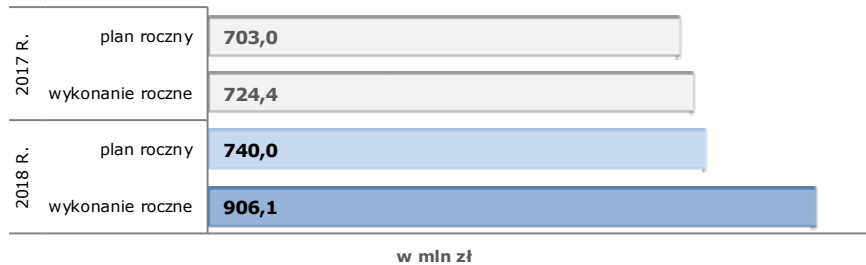 2017 R.
plan roczny 703,0
wykonanie roczne 724,4
2018 R.
plan roczny 740,0
wykonanie roczne 906,1
w mln zł